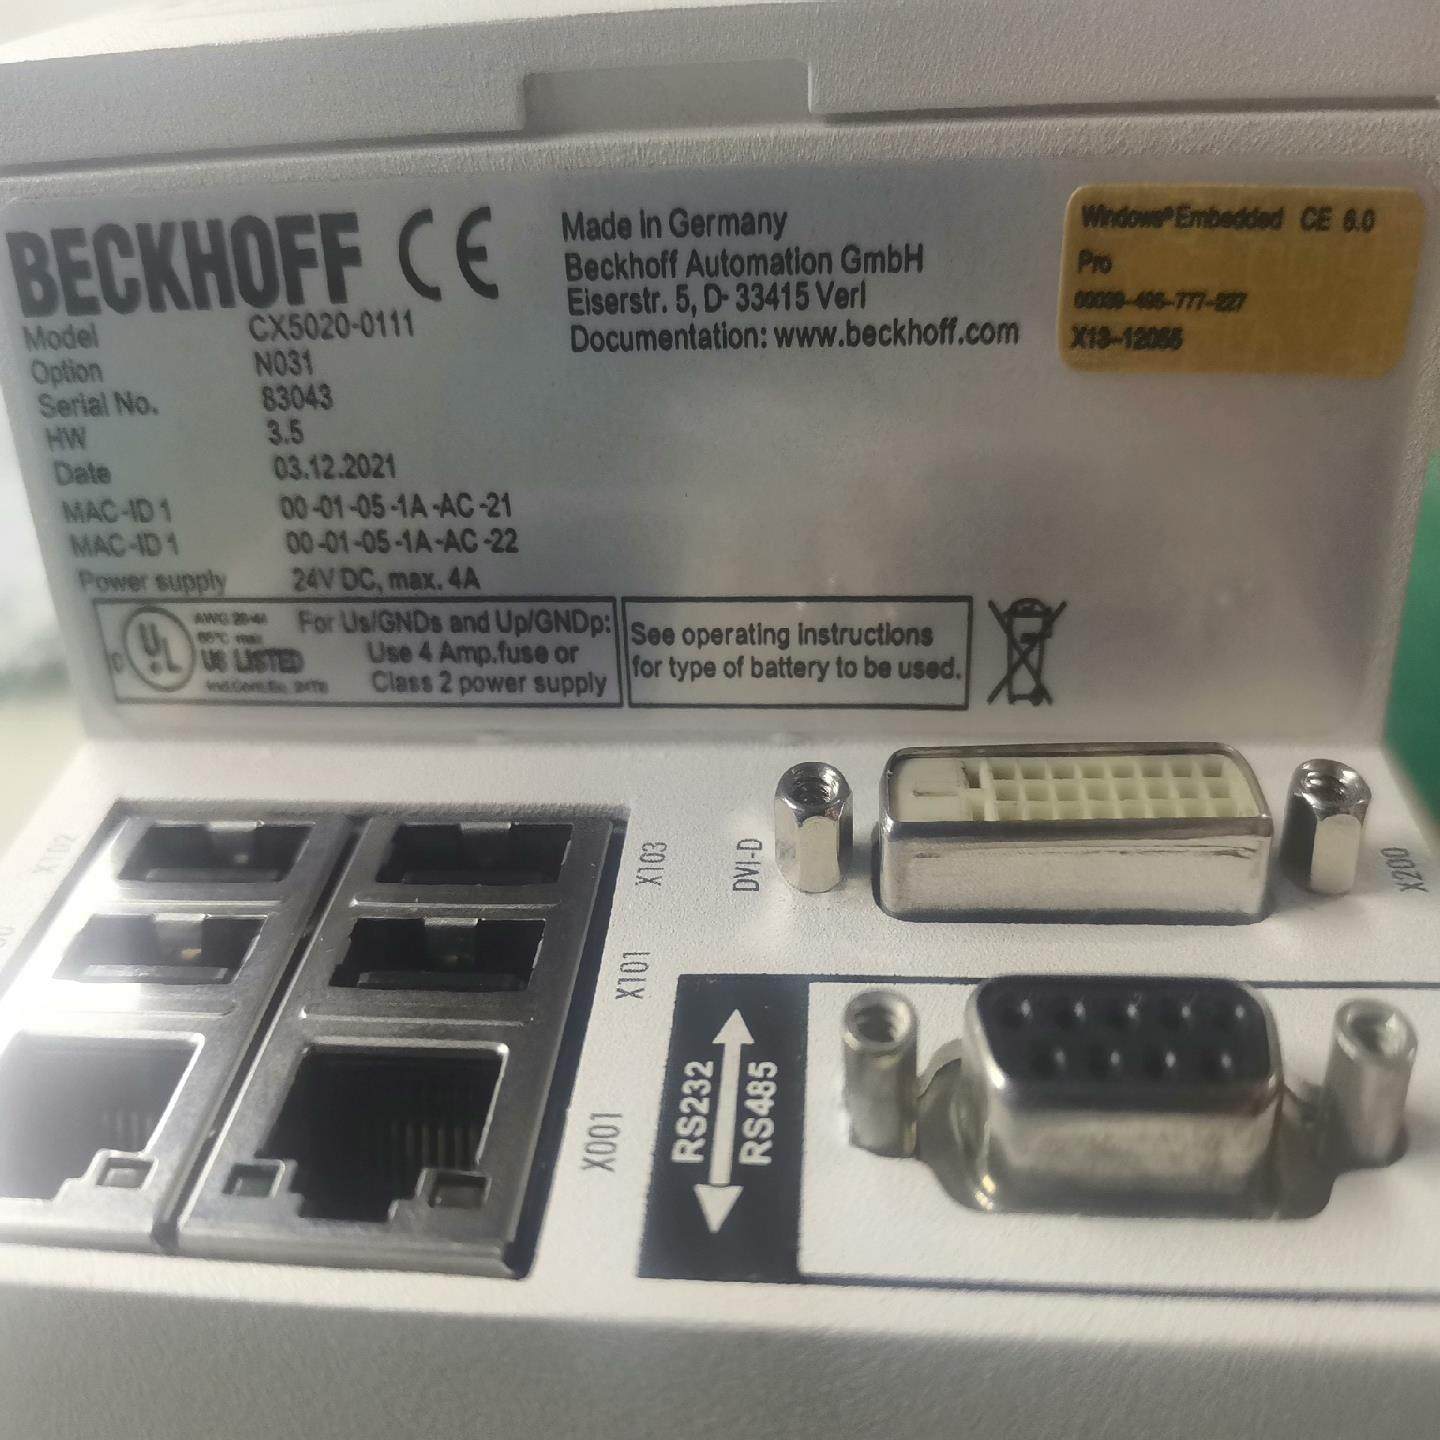 BECKHOFF CE
Model CX5020-0111
Option N031
Serial No. 83043
HW 3.5
Date 03.12.2021
MAC-ID 1 00-01-05-1A-AC-21
MAC-ID 1 00-01-05-1A-AC-22
Power supply 24V DC, max. 4A
Made in Germany
Beckhoff Automation GmbH
Eiserstr. 5, D- 33415 Verl
Documentation: www.beckhoff.com
Windows® Embedded CE 6.0
Pro
X13-12055
UL
US LISTED
For Us/GNDs and Up/GNDp:
Use 4 Amp.fuse or
Class 2 power supply
See operating instructions
for type of battery to be used.
X102
X103
X101
X001
DVI-D
X200
RS232
RS485